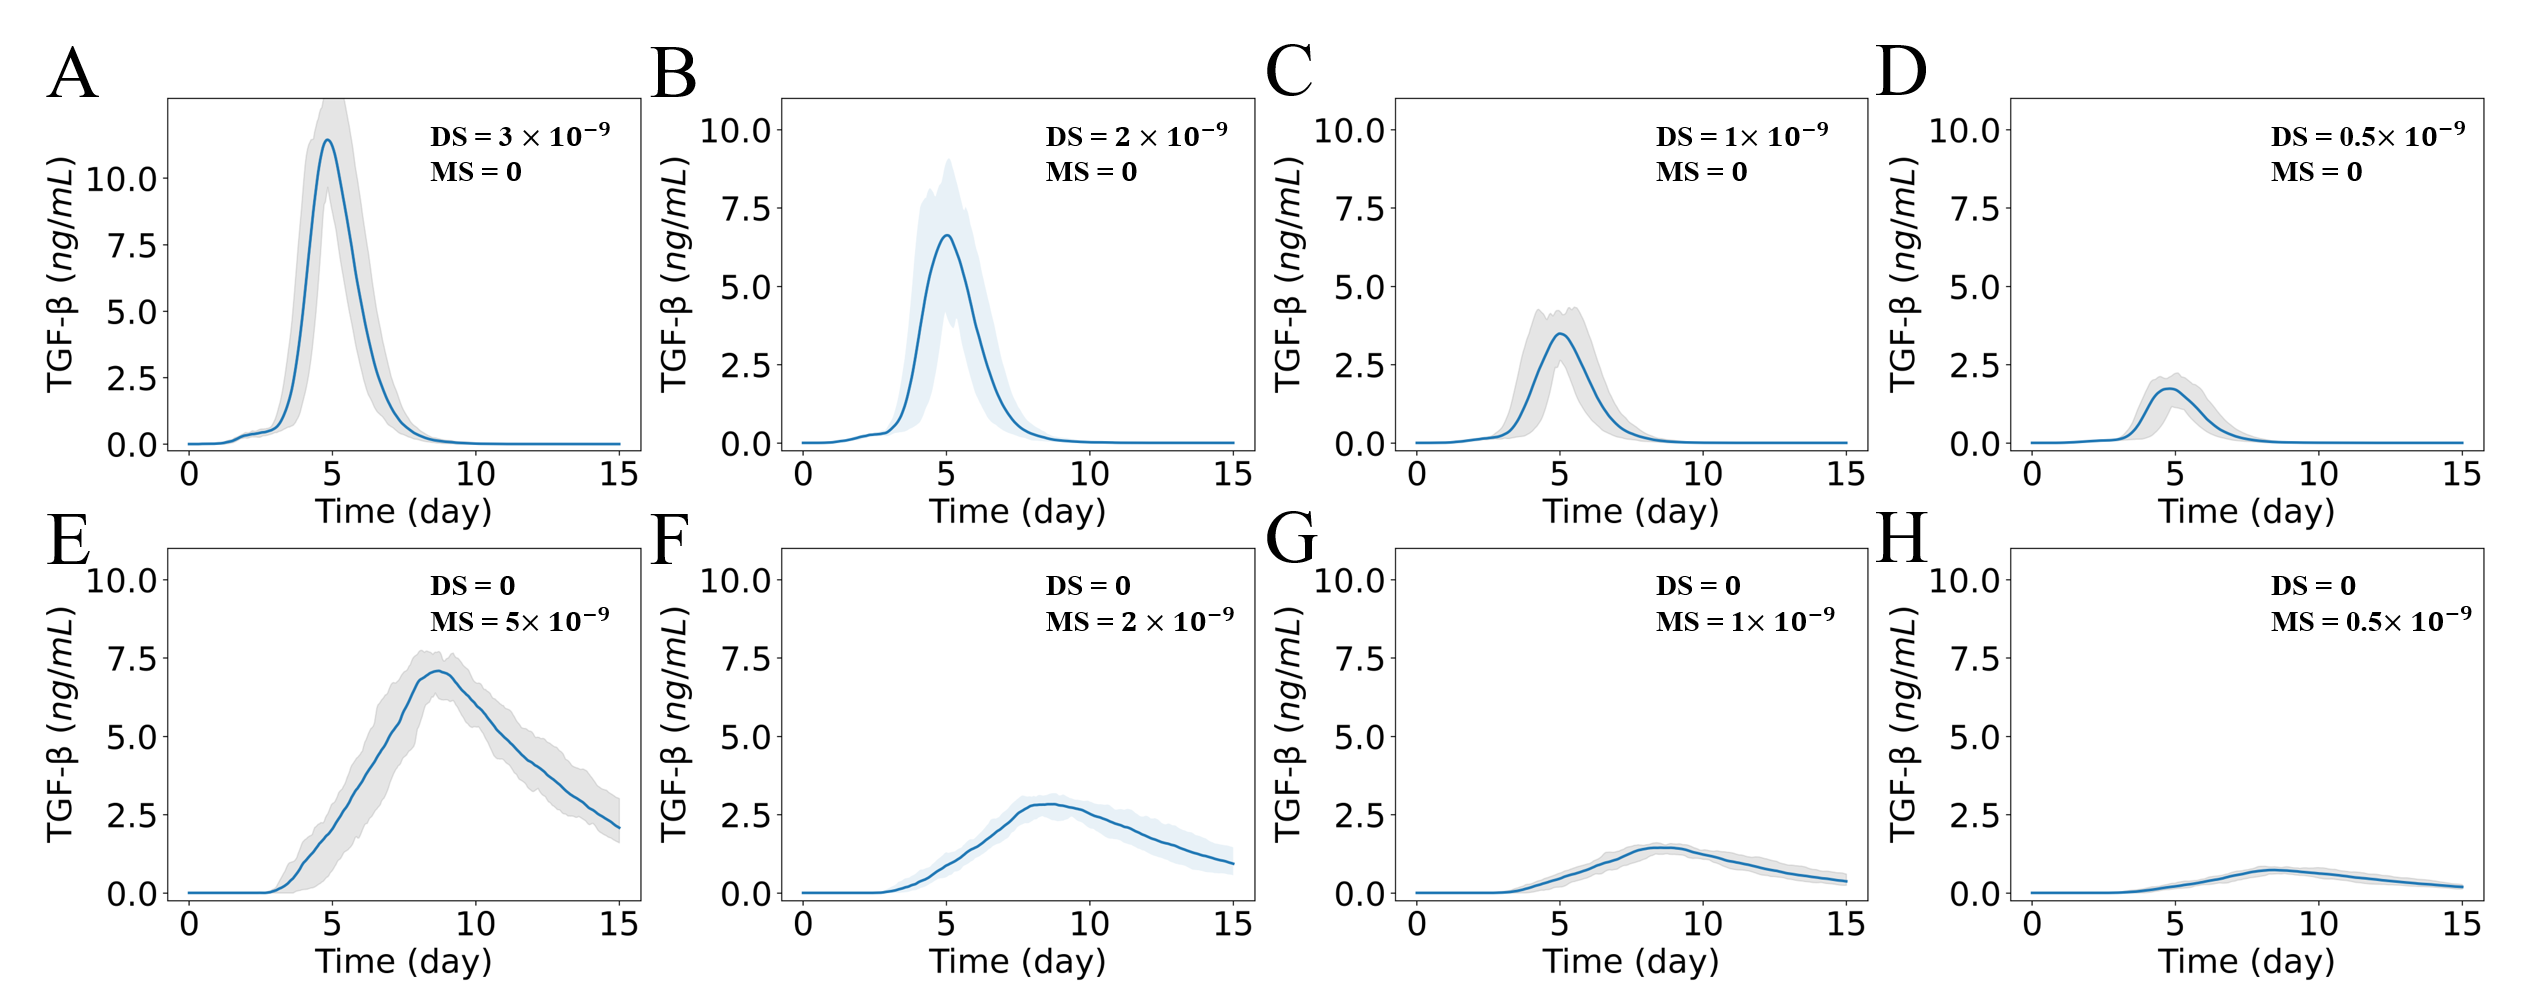 A
DS = 3 × 10⁻⁹
MS = 0
TGF-β (ng/mL)
10.0
7.5
5.0
2.5
0.0
0 5 10 15
Time (day)
B
DS = 2 × 10⁻⁹
MS = 0
TGF-β (ng/mL)
10.0
7.5
5.0
2.5
0.0
0 5 10 15
Time (day)
C
DS = 1× 10⁻⁹
MS = 0
TGF-β (ng/mL)
10.0
7.5
5.0
2.5
0.0
0 5 10 15
Time (day)
D
DS = 0.5× 10⁻⁹
MS = 0
TGF-β (ng/mL)
10.0
7.5
5.0
2.5
0.0
0 5 10 15
Time (day)
E
DS = 0
MS = 5× 10⁻⁹
TGF-β (ng/mL)
10.0
7.5
5.0
2.5
0.0
0 5 10 15
Time (day)
F
DS = 0
MS = 2 × 10⁻⁹
TGF-β (ng/mL)
10.0
7.5
5.0
2.5
0.0
0 5 10 15
Time (day)
G
DS = 0
MS = 1× 10⁻⁹
TGF-β (ng/mL)
10.0
7.5
5.0
2.5
0.0
0 5 10 15
Time (day)
H
DS = 0
MS = 0.5× 10⁻⁹
TGF-β (ng/mL)
10.0
7.5
5.0
2.5
0.0
0 5 10 15
Time (day)